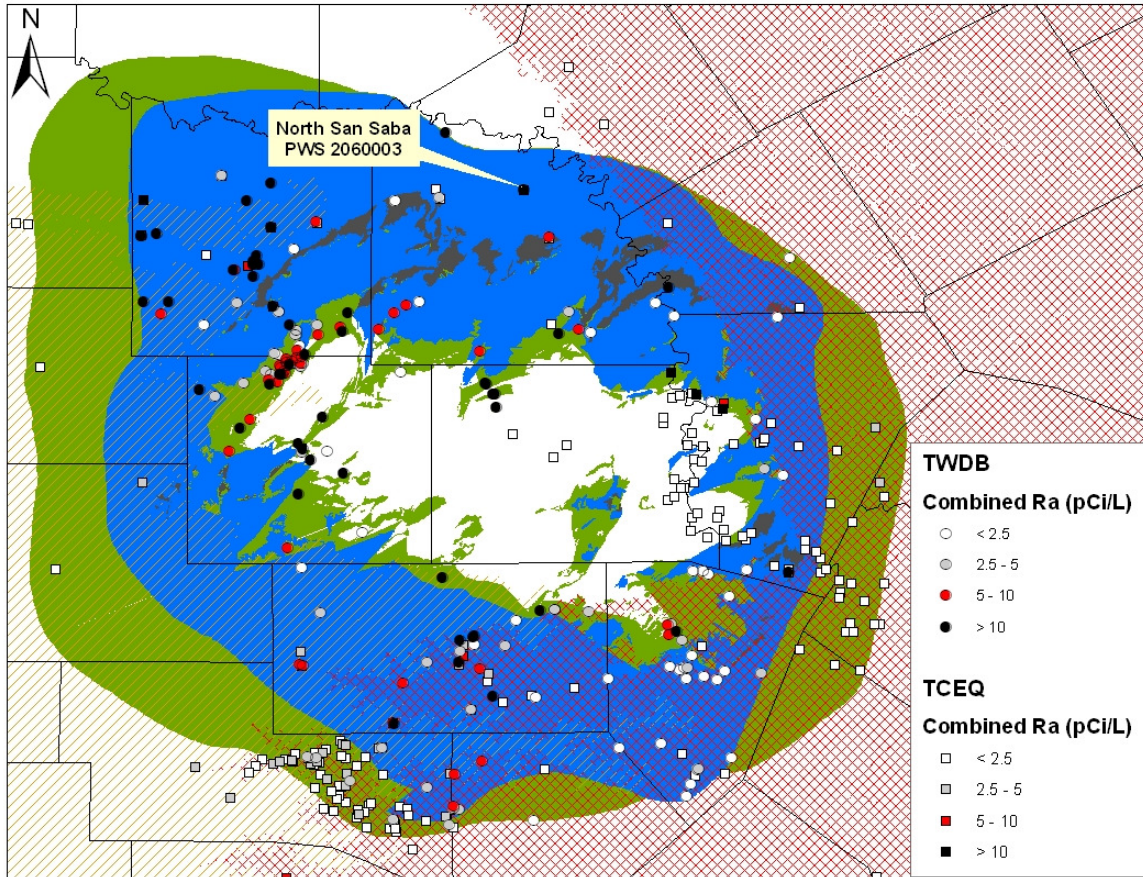 N
North San Saba
PWS 2060003
TWDB
Combined Ra (pCi/L)
< 2.5
2.5 - 5
5 - 10
> 10
TCEQ
Combined Ra (pCi/L)
< 2.5
2.5 - 5
5 - 10
> 10